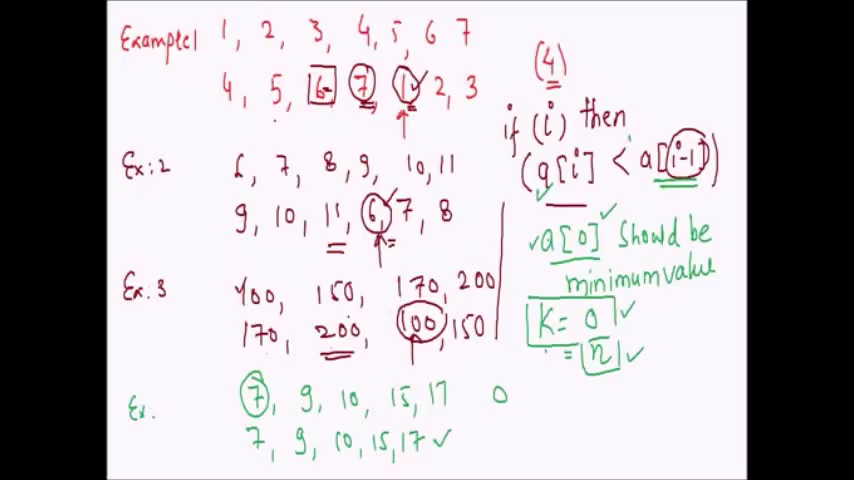 Example1 1, 2, 3, 4, 5, 6 7
4, 5, 6, 7, 1, 2, 3
(4)
if (i) then
(a[i] < a[i-1])
Ex:2 6, 7, 8, 9, 10, 11
9, 10, 11, 6, 7, 8
a[0] should be
minimum value
K = 0
= n
Ex. 3 100, 150, 170, 200
170, 200, 100, 150
Ex. 7, 9, 10, 15, 17 0
7, 9, 10, 15, 17